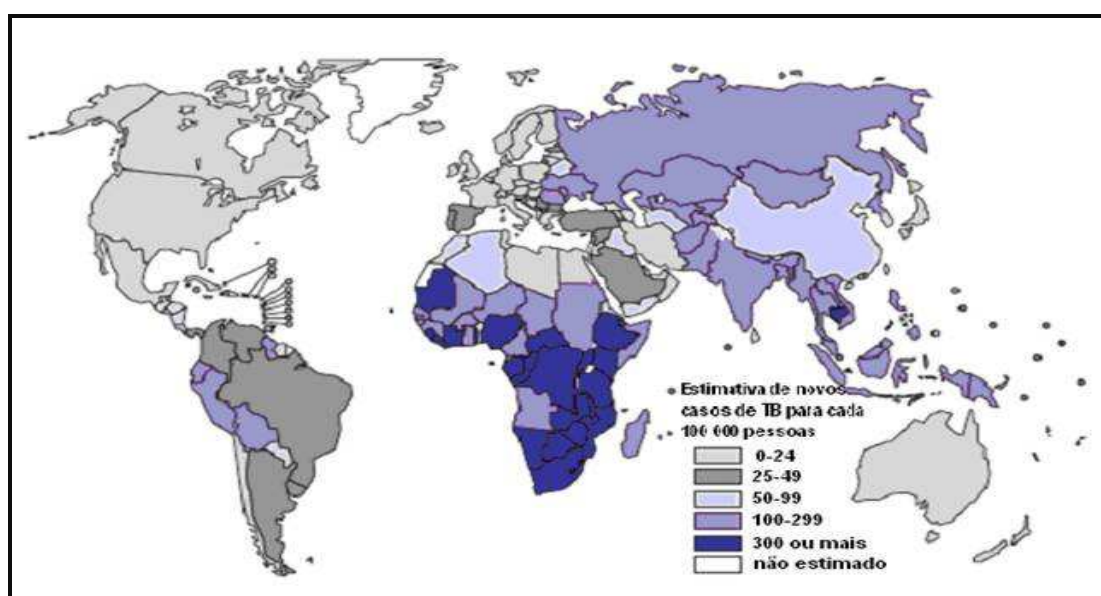 Estimativa de novos
casos de TB para cada
100 000 pessoas
0-24
25-49
50-99
100-299
300 ou mais
não estimado